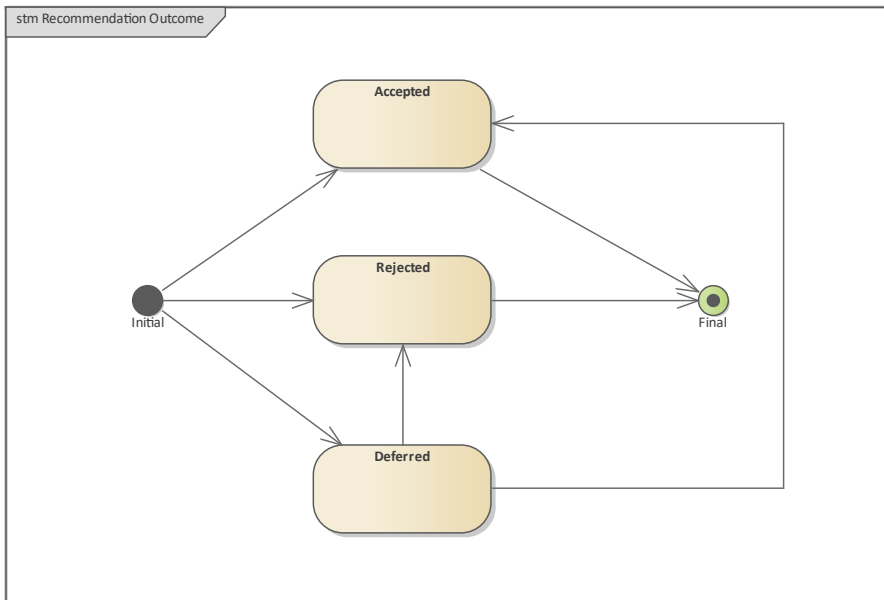 stm Recommendation Outcome
Accepted
Rejected
Initial
Final
Deferred